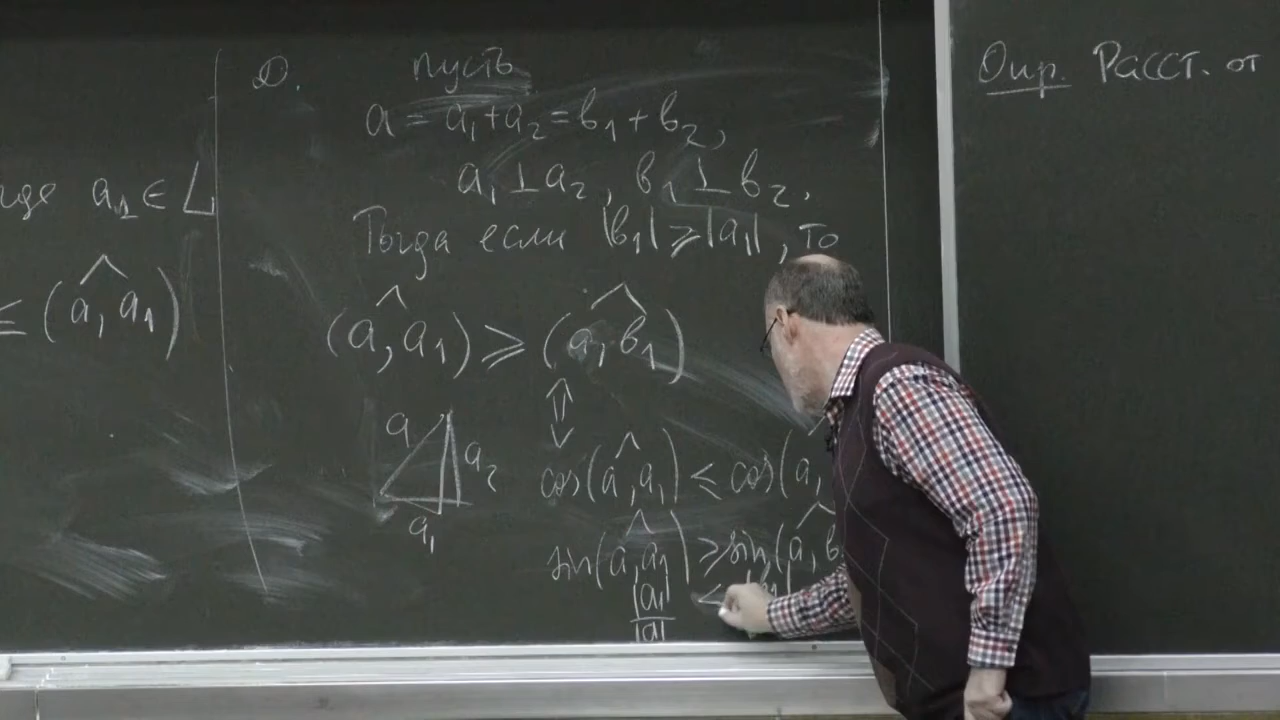 где a₁ ∈ L
≤ (a, a₁)
D. пусть
a = a₁ + a₂ = b₁ + b₂,
a₁ ⊥ a₂, b₁ ⊥ b₂.
Тогда если |b₁| ≥ |a₁|, то
(a, a₁) ≥ (a, b₁)
⇕
a
a₂
a₁
cos(a, a₁) ≤ cos(a,
sin(a, a₁) ≥ sin(a, b
|a₁|
|a|
≤
Опр. Расст. от